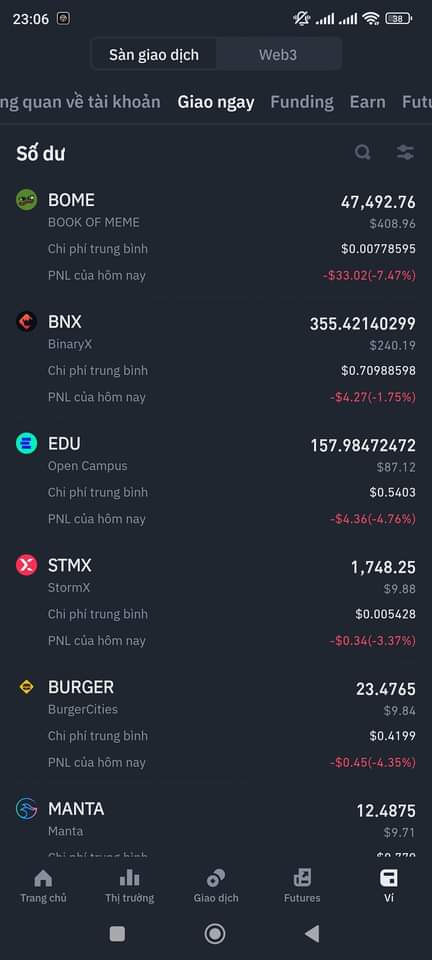 23:06
38
Sàn giao dịch
Web3
ng quan về tài khoản Giao ngay Funding Earn Futu
Số dư
BOME 47,492.76
BOOK OF MEME $408.96
Chi phí trung bình $0.00778595
PNL của hôm nay -$33.02(-7.47%)
BNX 355.42140299
BinaryX $240.19
Chi phí trung bình $0.70988598
PNL của hôm nay -$4.27(-1.75%)
EDU 157.98472472
Open Campus $87.12
Chi phí trung bình $0.5403
PNL của hôm nay -$4.36(-4.76%)
STMX 1,748.25
StormX $9.88
Chi phí trung bình $0.005428
PNL của hôm nay -$0.34(-3.37%)
BURGER 23.4765
BurgerCities $9.84
Chi phí trung bình $0.4199
PNL của hôm nay -$0.45(-4.35%)
MANTA 12.4875
Manta $9.71
Chi phí trung bình
Trang chủ Thị trường Giao dịch Futures Ví